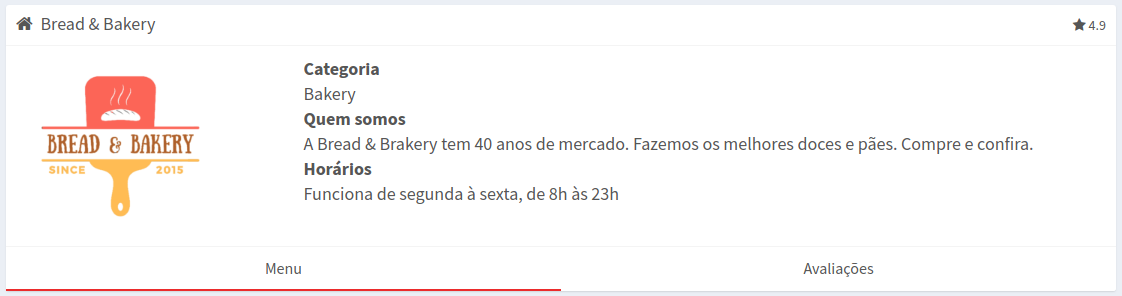 Bread & Bakery
4.9
BREAD & BAKERY
SINCE 2015
Categoria
Bakery
Quem somos
A Bread & Brakery tem 40 anos de mercado. Fazemos os melhores doces e pães. Compre e confira.
Horários
Funciona de segunda à sexta, de 8h às 23h
Menu
Avaliações